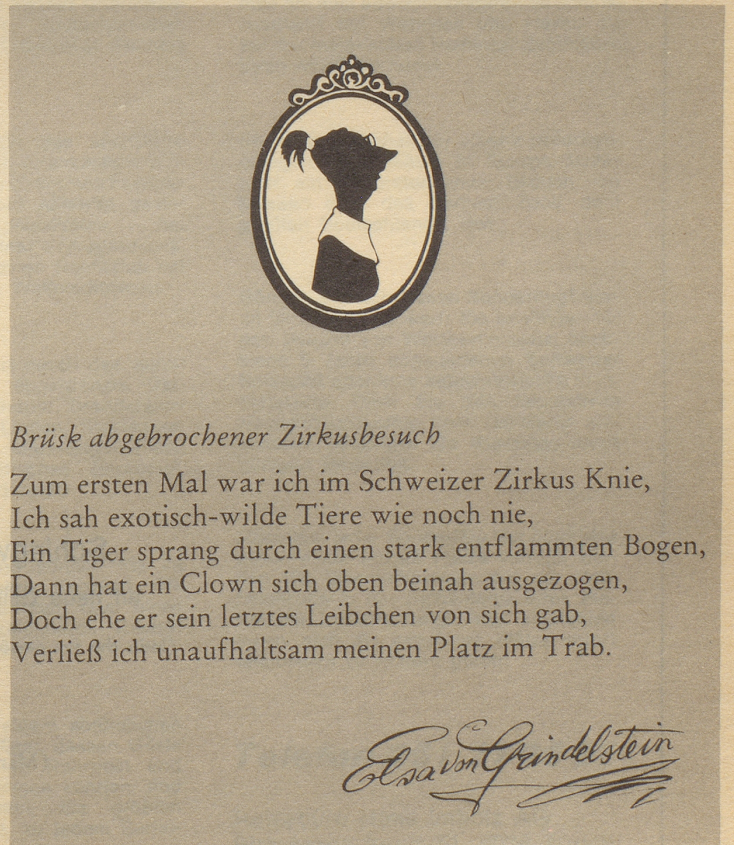 Brüsk abgebrochener Zirkusbesuch
Zum ersten Mal war ich im Schweizer Zirkus Knie,
Ich sah exotisch-wilde Tiere wie noch nie,
Ein Tiger sprang durch einen stark entflammten Bogen,
Dann hat ein Clown sich oben beinah ausgezogen,
Doch ehe er sein letztes Leibchen von sich gab,
Verließ ich unaufhaltsam meinen Platz im Trab.
Elsa von Grindelstein